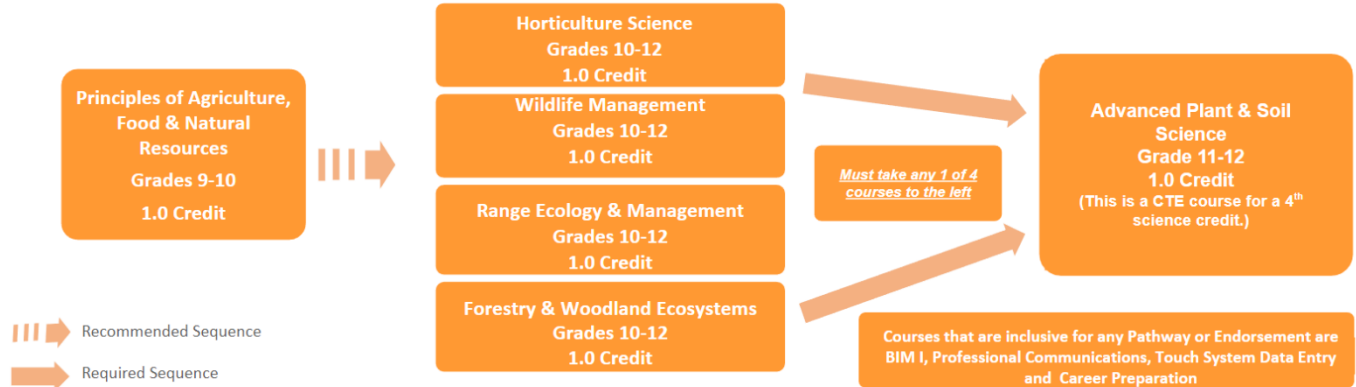 Principles of Agriculture,
Food & Natural
Resources
Grades 9-10
1.0 Credit
Horticulture Science
Grades 10-12
1.0 Credit
Wildlife Management
Grades 10-12
1.0 Credit
Range Ecology & Management
Grades 10-12
1.0 Credit
Forestry & Woodland Ecosystems
Grades 10-12
1.0 Credit
Must take any 1 of 4
courses to the left
Advanced Plant & Soil
Science
Grade 11-12
1.0 Credit
(This is a CTE course for a 4th
science credit.)
Recommended Sequence
Required Sequence
Courses that are inclusive for any Pathway or Endorsement are
BIM I, Professional Communications, Touch System Data Entry
and Career Preparation